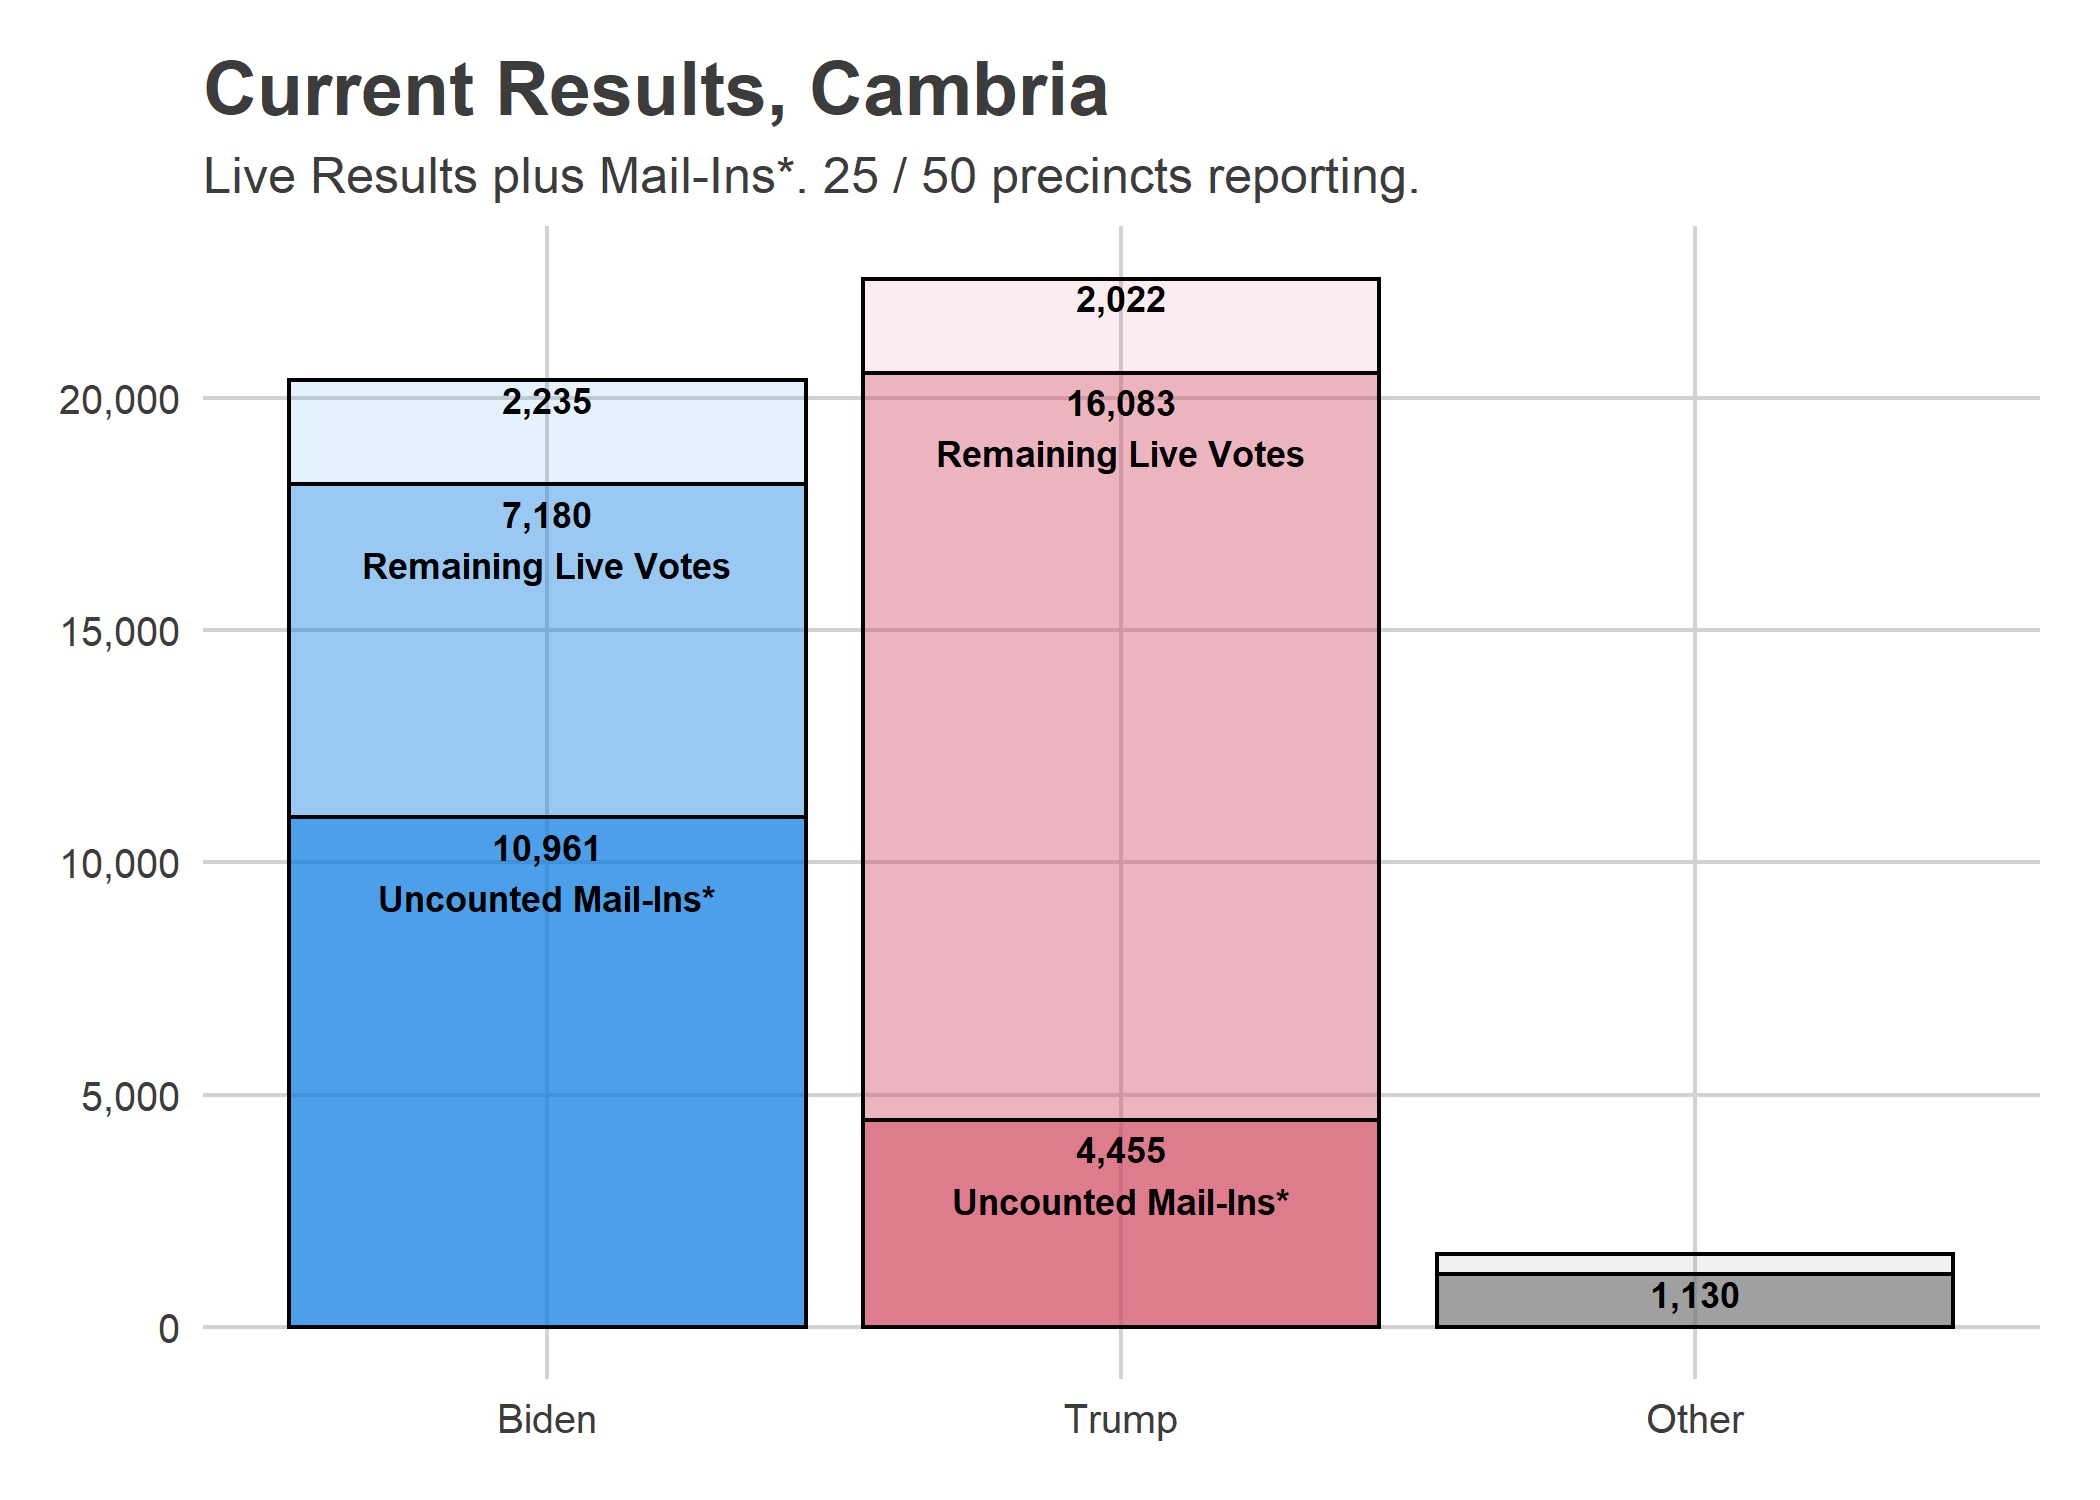 Current Results, Cambria
Live Results plus Mail-Ins*. 25 / 50 precincts reporting.
20,000
15,000
10,000
5,000
0
2,235
7,180
Remaining Live Votes
10,961
Uncounted Mail-Ins*
2,022
16,083
Remaining Live Votes
4,455
Uncounted Mail-Ins*
1,130
Biden
Trump
Other